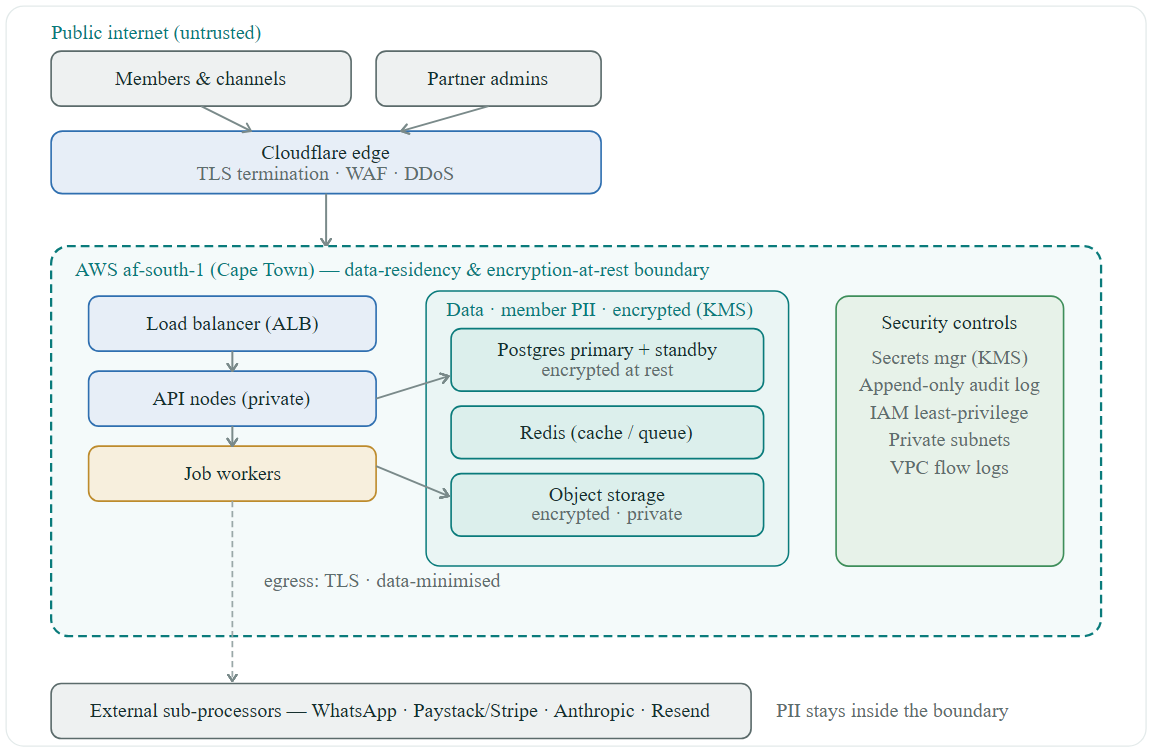 Public internet (untrusted)
Members & channels
Partner admins
Cloudflare edge
TLS termination · WAF · DDoS
AWS af-south-1 (Cape Town) — data-residency & encryption-at-rest boundary
Load balancer (ALB)
API nodes (private)
Job workers
Data · member PII · encrypted (KMS)
Postgres primary + standby
encrypted at rest
Redis (cache / queue)
Object storage
encrypted · private
Security controls
Secrets mgr (KMS)
Append-only audit log
IAM least-privilege
Private subnets
VPC flow logs
egress: TLS · data-minimised
External sub-processors — WhatsApp · Paystack/Stripe · Anthropic · Resend
PII stays inside the boundary